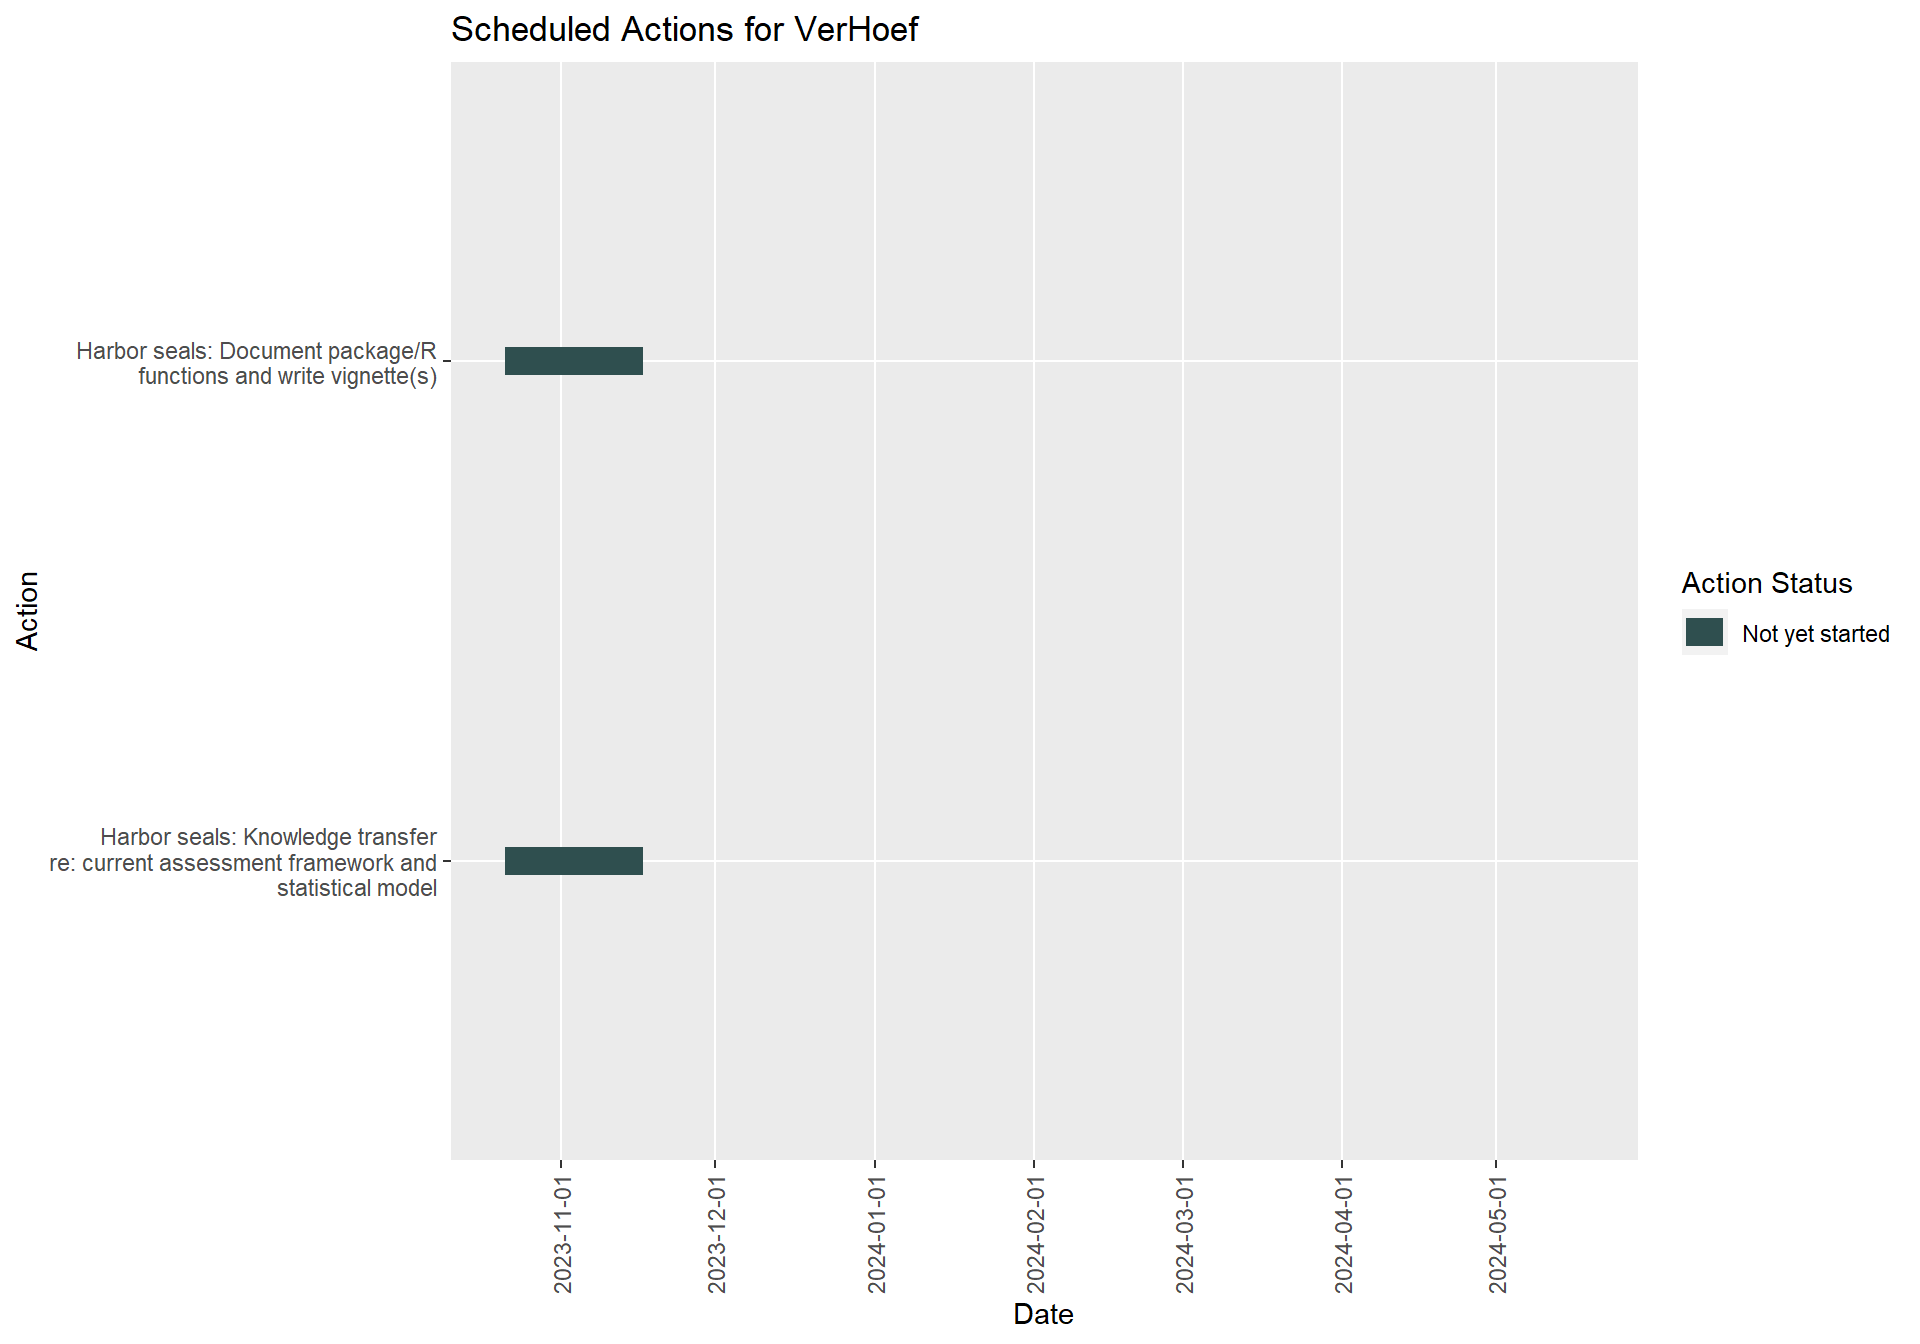 Scheduled Actions for VerHoef
Action
Harbor seals: Document package/R
functions and write vignette(s)
Harbor seals: Knowledge transfer
re: current assessment framework and
statistical model
2023-11-01
2023-12-01
2024-01-01
2024-02-01
2024-03-01
2024-04-01
2024-05-01
Date
Action Status
Not yet started